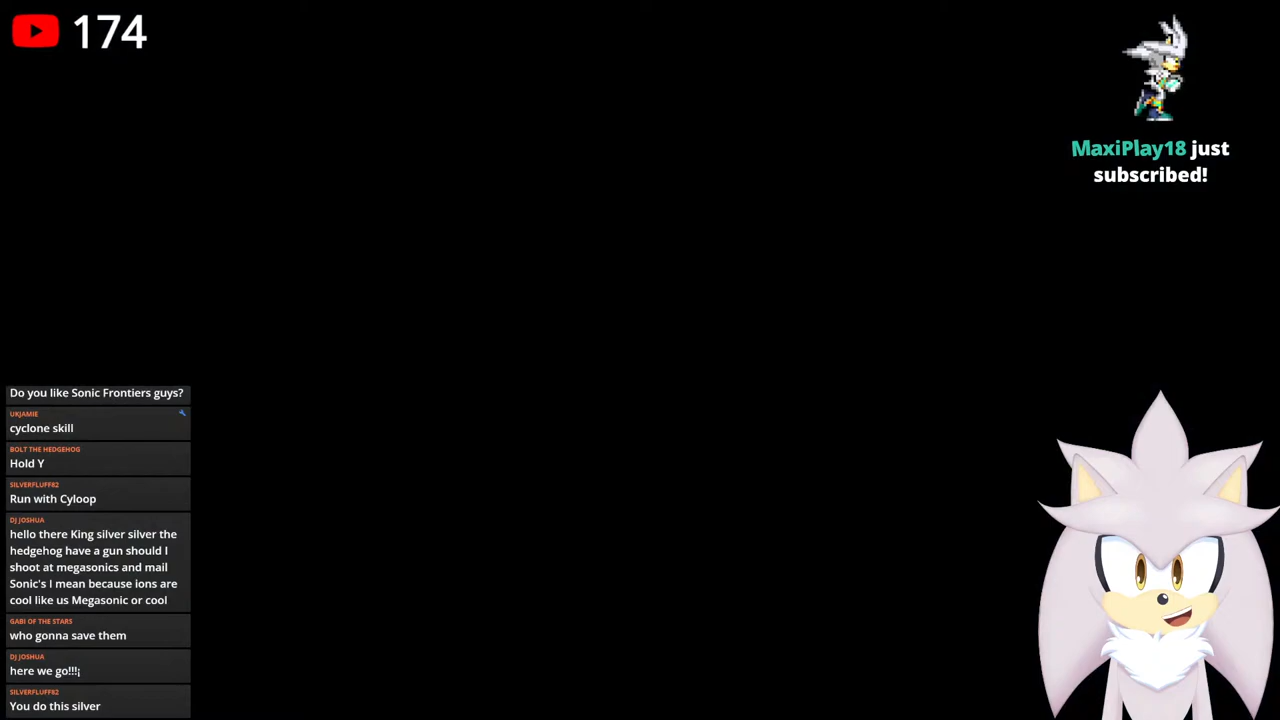 174
MaxiPlay18 just
subscribed!
Do you like Sonic Frontiers guys?
UKJAMIE
cyclone skill
BOLT THE HEDGEHOG
Hold Y
SILVERFLUFF82
Run with Cyloop
DJ JOSHUA
hello there King silver silver the
hedgehog have a gun should I
shoot at megasonics and mail
Sonic's I mean because ions are
cool like us Megasonic or cool
GABI OF THE STARS
who gonna save them
DJ JOSHUA
here we go!!!¡
SILVERFLUFF82
You do this silver